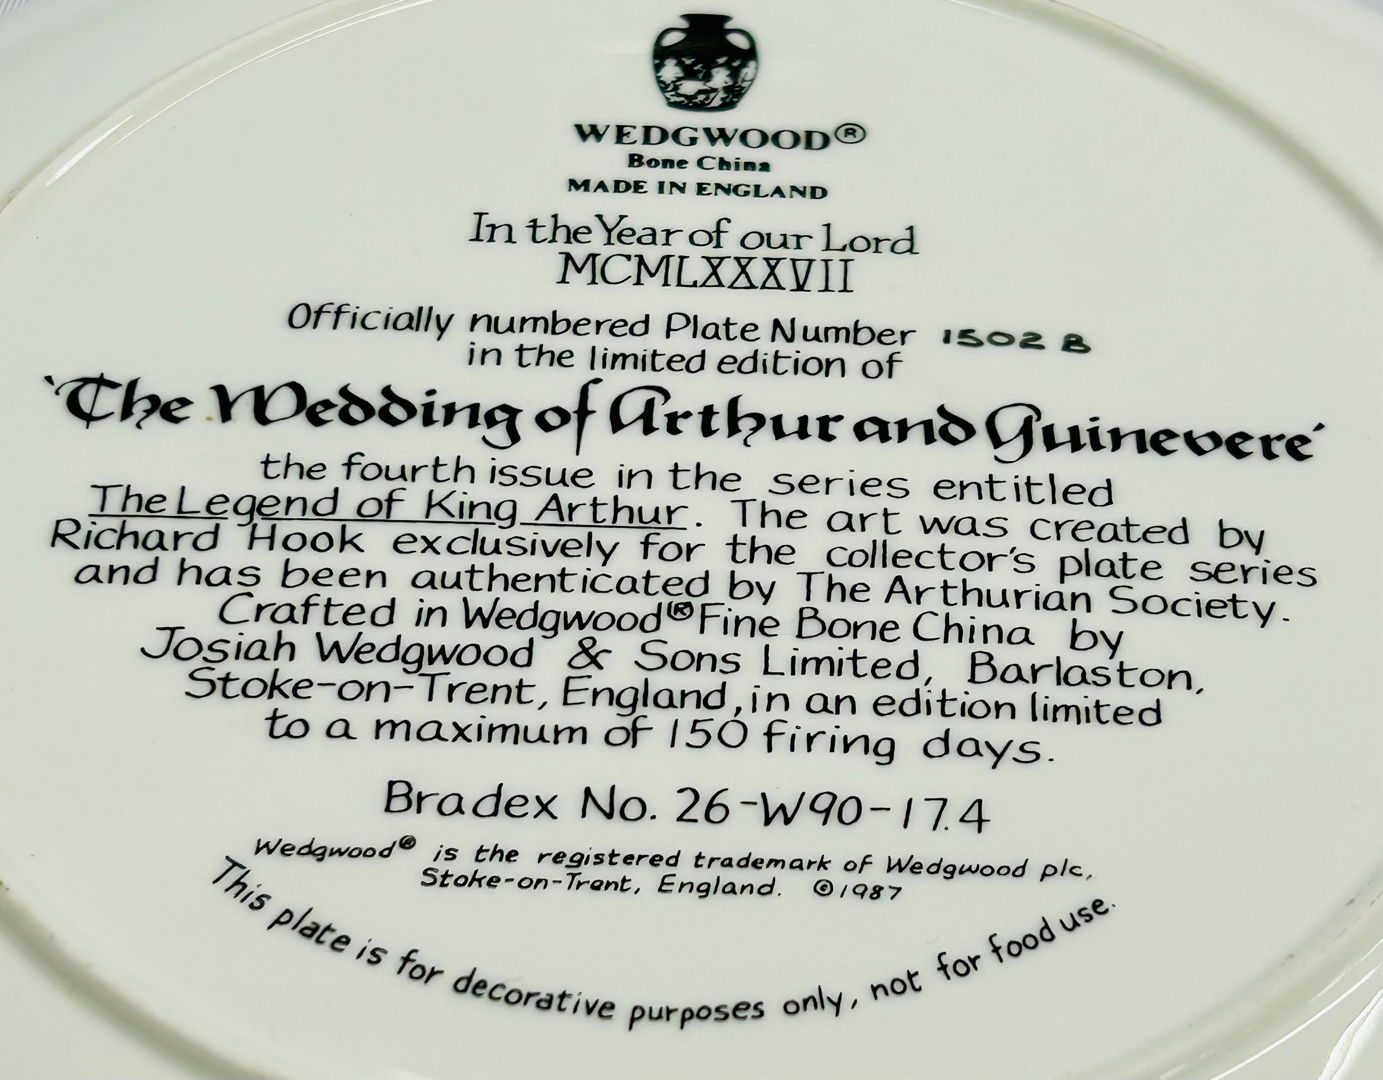 WEDGWOOD®
Bone China
MADE IN ENGLAND
In the Year of our Lord
MCMLXXXVII
Officially numbered Plate Number 1502 B
in the limited edition of
‘The Wedding of Arthur and Guinevere’
the fourth issue in the series entitled
The Legend of King Arthur. The art was created by
Richard Hook exclusively for the collector's plate series
and has been authenticated by The Arthurian Society.
Crafted in Wedgwood® Fine Bone China by
Josiah Wedgwood & Sons Limited, Barlaston,
Stoke-on-Trent, England, in an edition limited
to a maximum of 150 firing days.
Bradex No. 26-W90-17.4
Wedgwood® is the registered trademark of Wedgwood plc,
Stoke-on-Trent, England. ©1987
This plate is for decorative purposes only, not for food use.